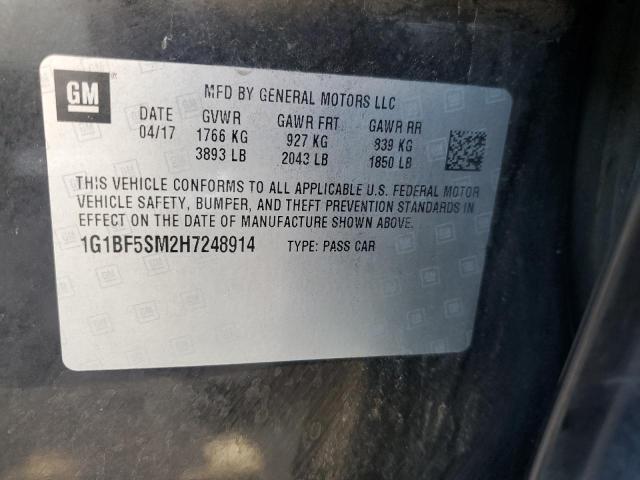 GM ®
MFD BY GENERAL MOTORS LLC
DATE GVWR GAWR FRT GAWR RR
04/17 1766 KG 927 KG 839 KG
3893 LB 2043 LB 1850 LB
THIS VEHICLE CONFORMS TO ALL APPLICABLE U.S. FEDERAL MOTOR
VEHICLE SAFETY, BUMPER, AND THEFT PREVENTION STANDARDS IN
EFFECT ON THE DATE OF MANUFACTURE SHOWN ABOVE.
1G1BF5SM2H7248914 TYPE: PASS CAR